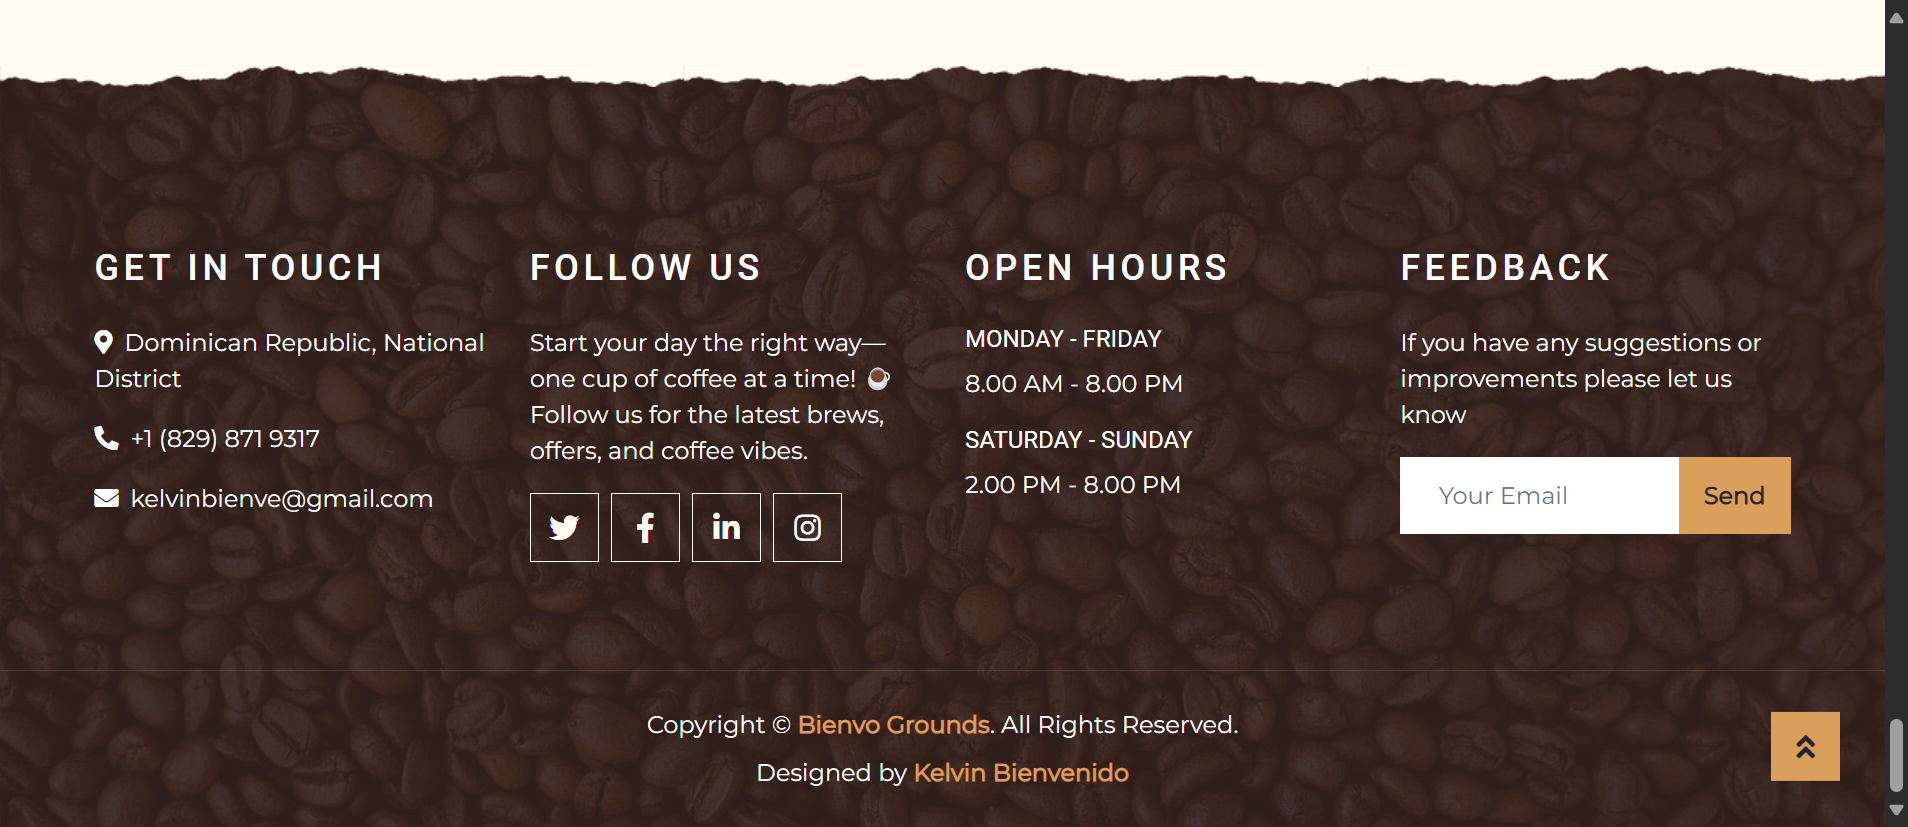 GET IN TOUCH
Dominican Republic, National
District
+1 (829) 871 9317
kelvinbienve@gmail.com
FOLLOW US
Start your day the right way—
one cup of coffee at a time! ☕
Follow us for the latest brews,
offers, and coffee vibes.
OPEN HOURS
MONDAY - FRIDAY
8.00 AM - 8.00 PM
SATURDAY - SUNDAY
2.00 PM - 8.00 PM
FEEDBACK
If you have any suggestions or
improvements please let us
know
Your Email
Send
Copyright © Bienvo Grounds. All Rights Reserved.
Designed by Kelvin Bienvenido